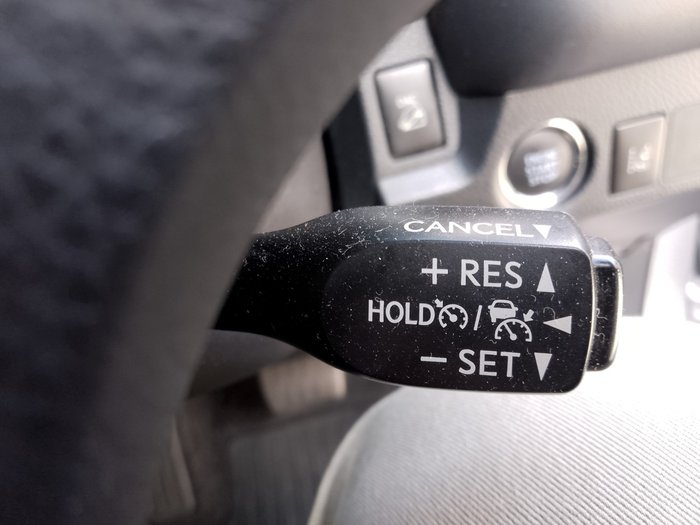 CANCEL
+ RES
HOLD /
- SET